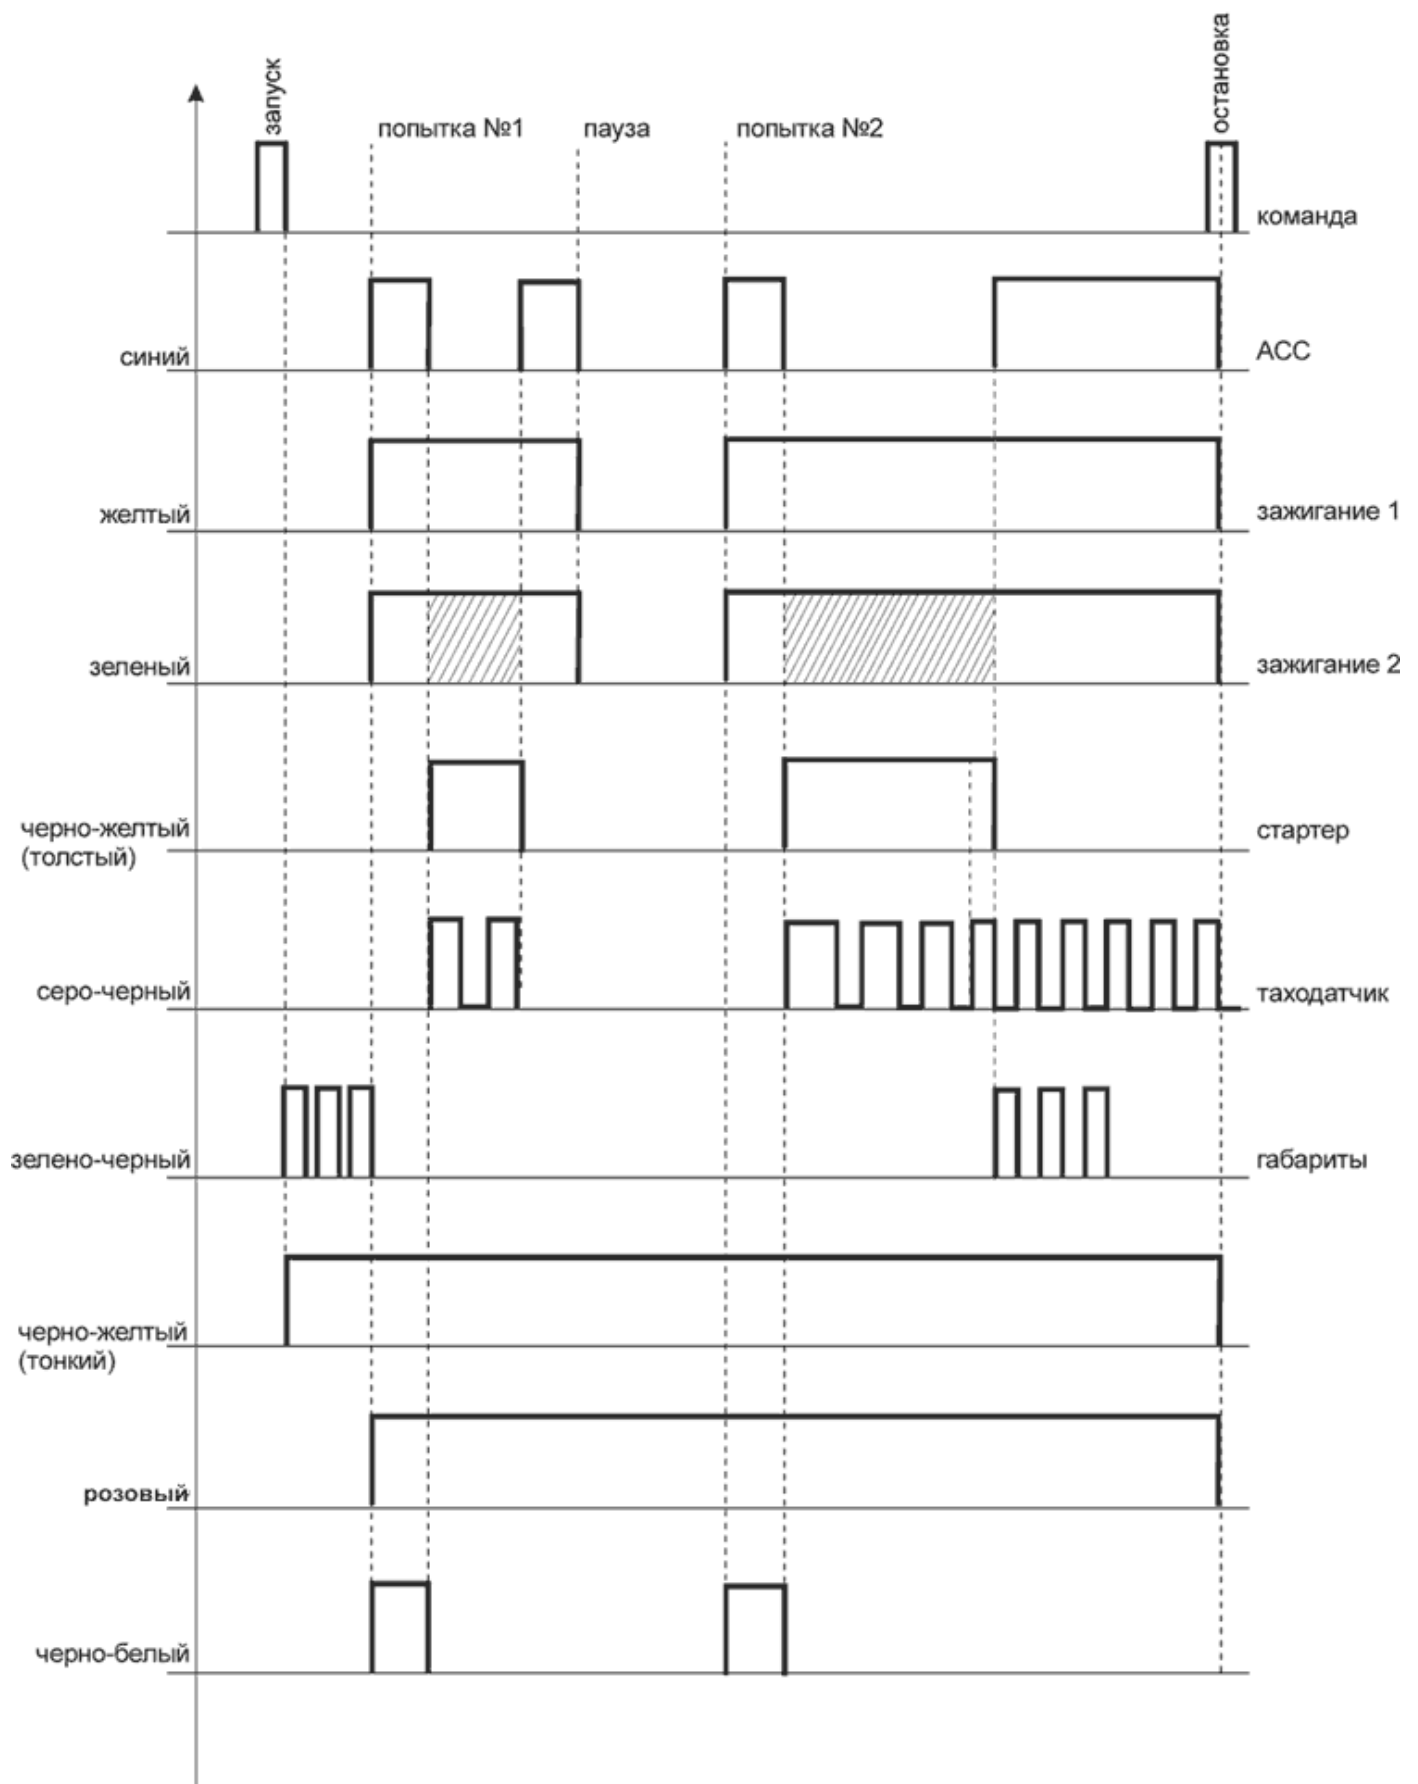 запуск
остановка
попытка №1
пауза
попытка №2
команда
синий
ACC
желтый
зажигание 1
зеленый
зажигание 2
черно-желтый
(толстый)
стартер
серо-черный
таходатчик
зелено-черный
габариты
черно-желтый
(тонкий)
розовый
черно-белый